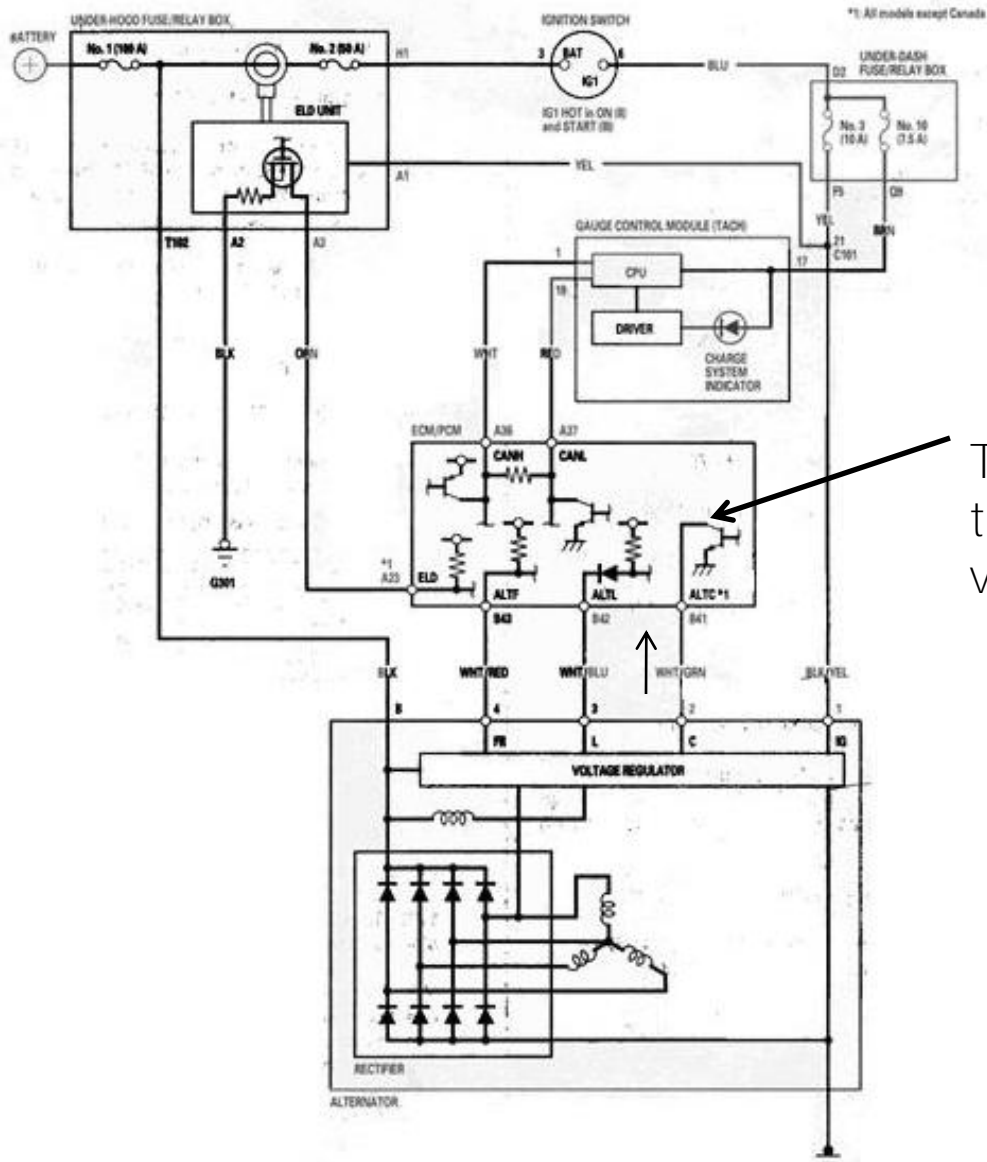 *1: All models except Canada
UNDER-HOOD FUSE/RELAY BOX
IGNITION SWITCH
BATTERY
No. 1 (100 A)
No. 2 (50 A)
H1
3
BAT
6
IG1
BLU
D2
UNDER-DASH
FUSE/RELAY BOX
IG1 HOT in ON (II)
and START (III)
ELD UNIT
No. 3
(10 A)
No. 10
(7.5 A)
A1
YEL
T102
A2
A3
GAUGE CONTROL MODULE (TACH)
YEL
BRN
21
C101
1
CPU
17
DRIVER
BLK
ORN
WHT
RED
CHARGE
SYSTEM
INDICATOR
ECM/PCM
A36
A37
CANH
CANL
T
t
v
G301
*1
A23
ELD
ALTF
ALTL
ALTC *1
B43
B42
B41
BLK
WHT/RED
WHT/BLU
WHT/GRN
BLK/YEL
B
4
3
2
1
FR
L
C
IG
VOLTAGE REGULATOR
RECTIFIER
ALTERNATOR